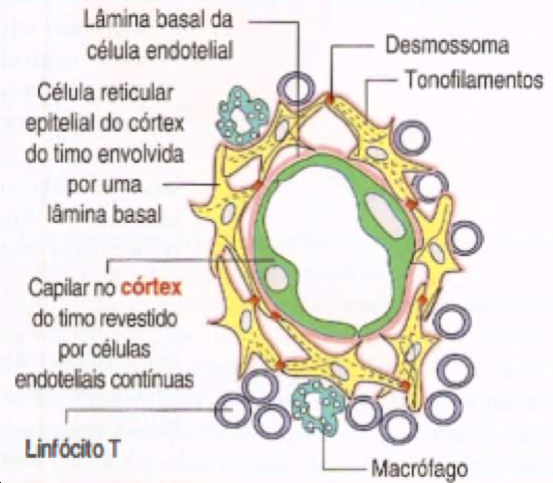 Lâmina basal da
célula endotelial
Desmossoma
Tonofilamentos
Célula reticular
epitelial do córtex
do timo envolvida
por uma
lâmina basal
Capilar no córtex
do timo revestido
por células
endoteliais contínuas
Linfócito T
Macrófago